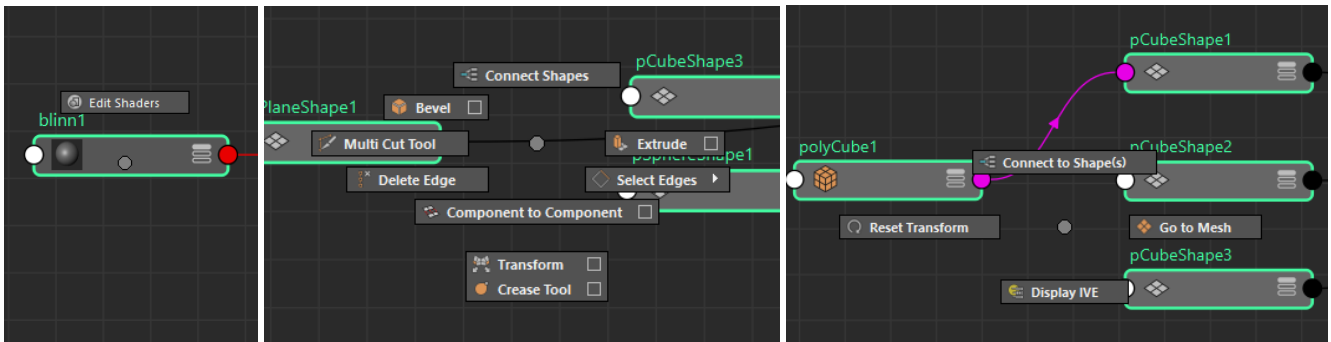 Edit Shaders
blinn1
pCubeShape3
Connect Shapes
PlaneShape1
Bevel
Multi Cut Tool
Extrude
pSphereShape1
Delete Edge
Select Edges
Component to Component
Transform
Crease Tool
pCubeShape1
polyCube1
pCubeShape2
Connect to Shape(s)
Reset Transform
Go to Mesh
pCubeShape3
Display IVE